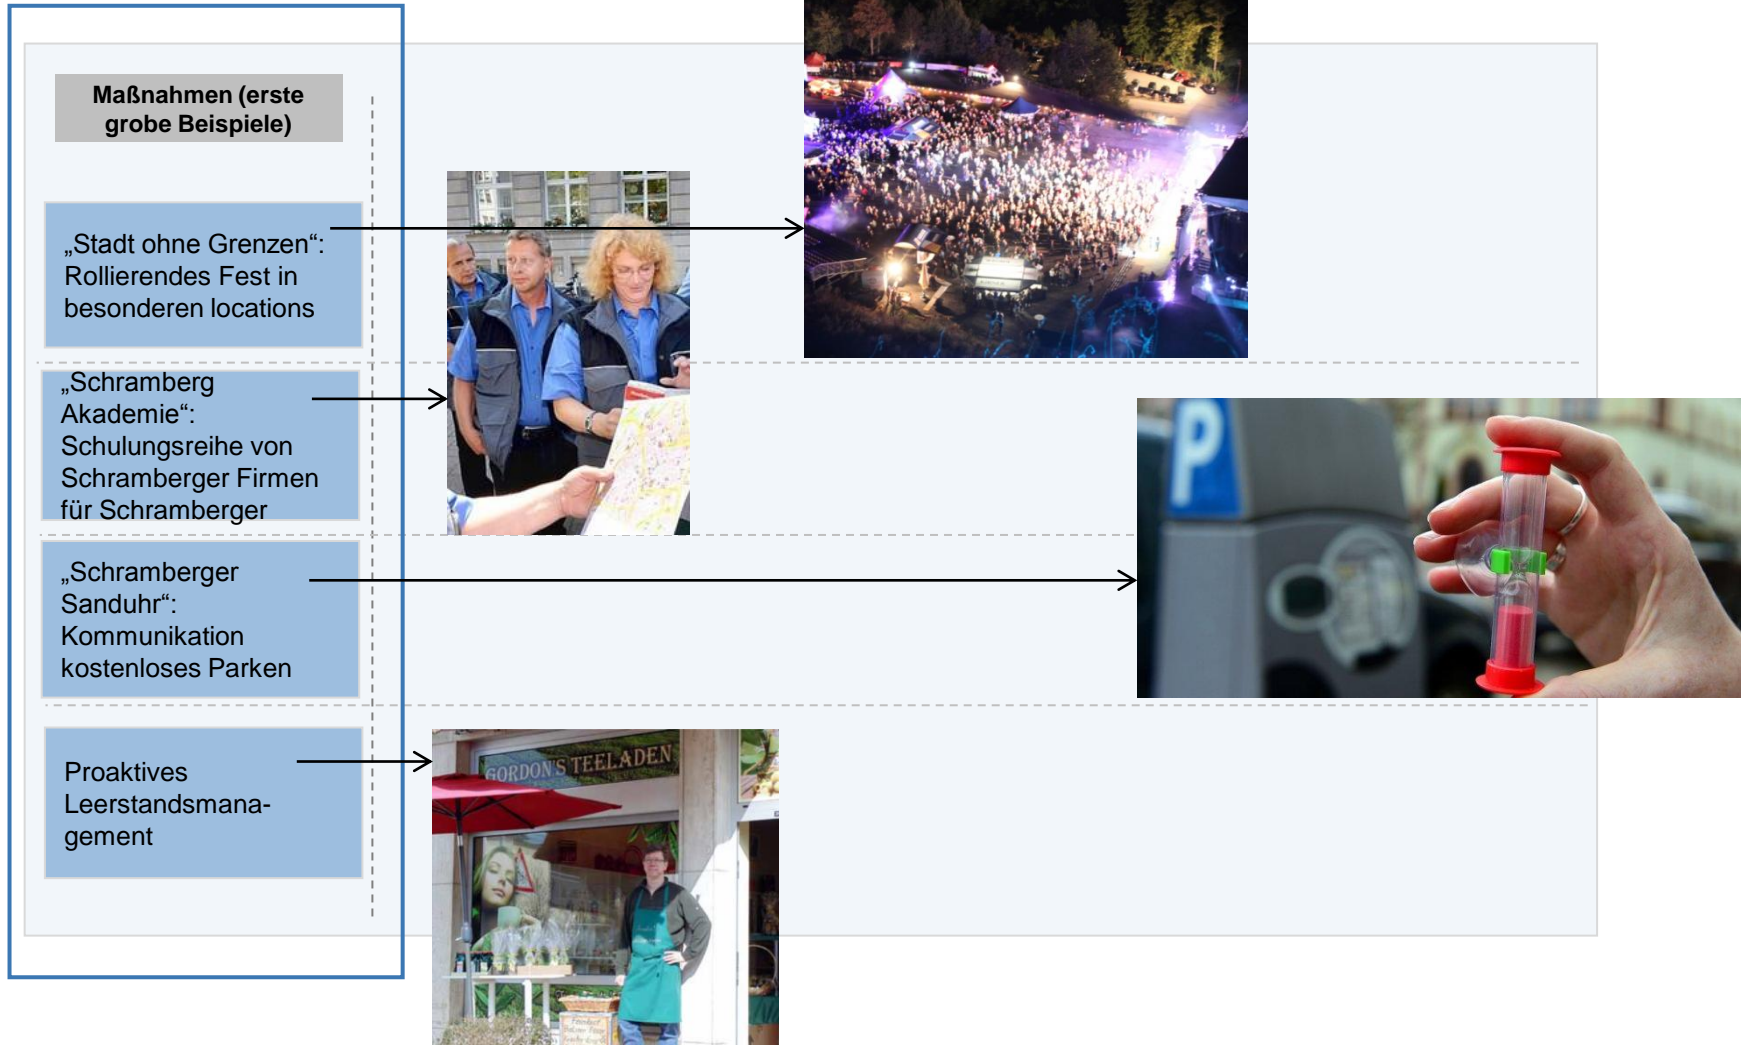 Maßnahmen (erste
grobe Beispiele)
„Stadt ohne Grenzen“:
Rollierendes Fest in
besonderen locations
„Schramberg
Akademie“:
Schulungsreihe von
Schramberger Firmen
für Schramberger
„Schramberger
Sanduhr“:
Kommunikation
kostenloses Parken
P
Proaktives
Leerstandsmana-
gement
GORDON'S TEELADEN